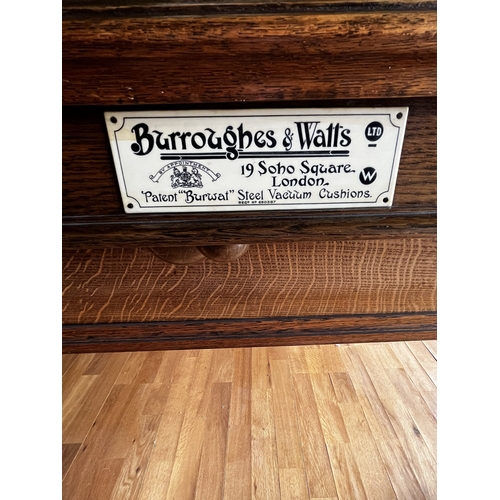 Burroughes & Watts LTD
BY APPOINTMENT
19 Soho Square. W
London.
"Patent "Burwat" Steel Vacuum Cushions.